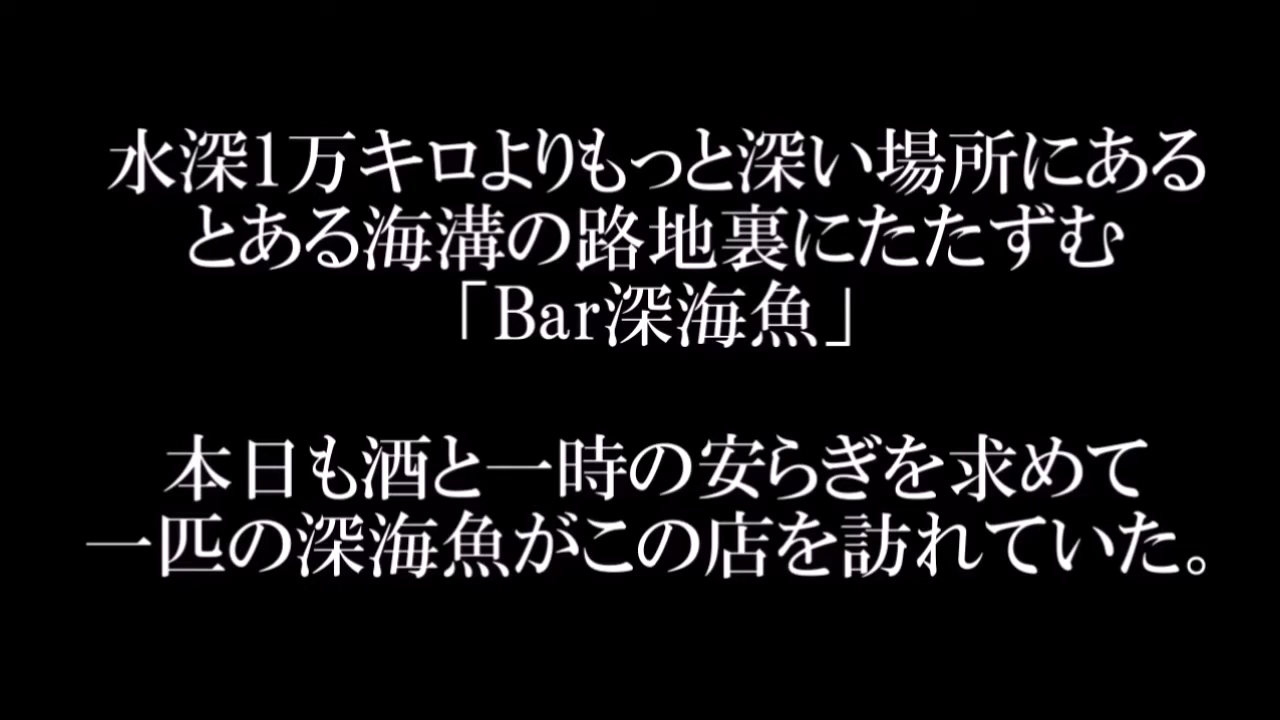 水深1万キロよりもっと深い場所にある
とある海溝の路地裏にたたずむ
「Bar深海魚」
本日も酒と一時の安らぎを求めて
一匹の深海魚がこの店を訪れていた。